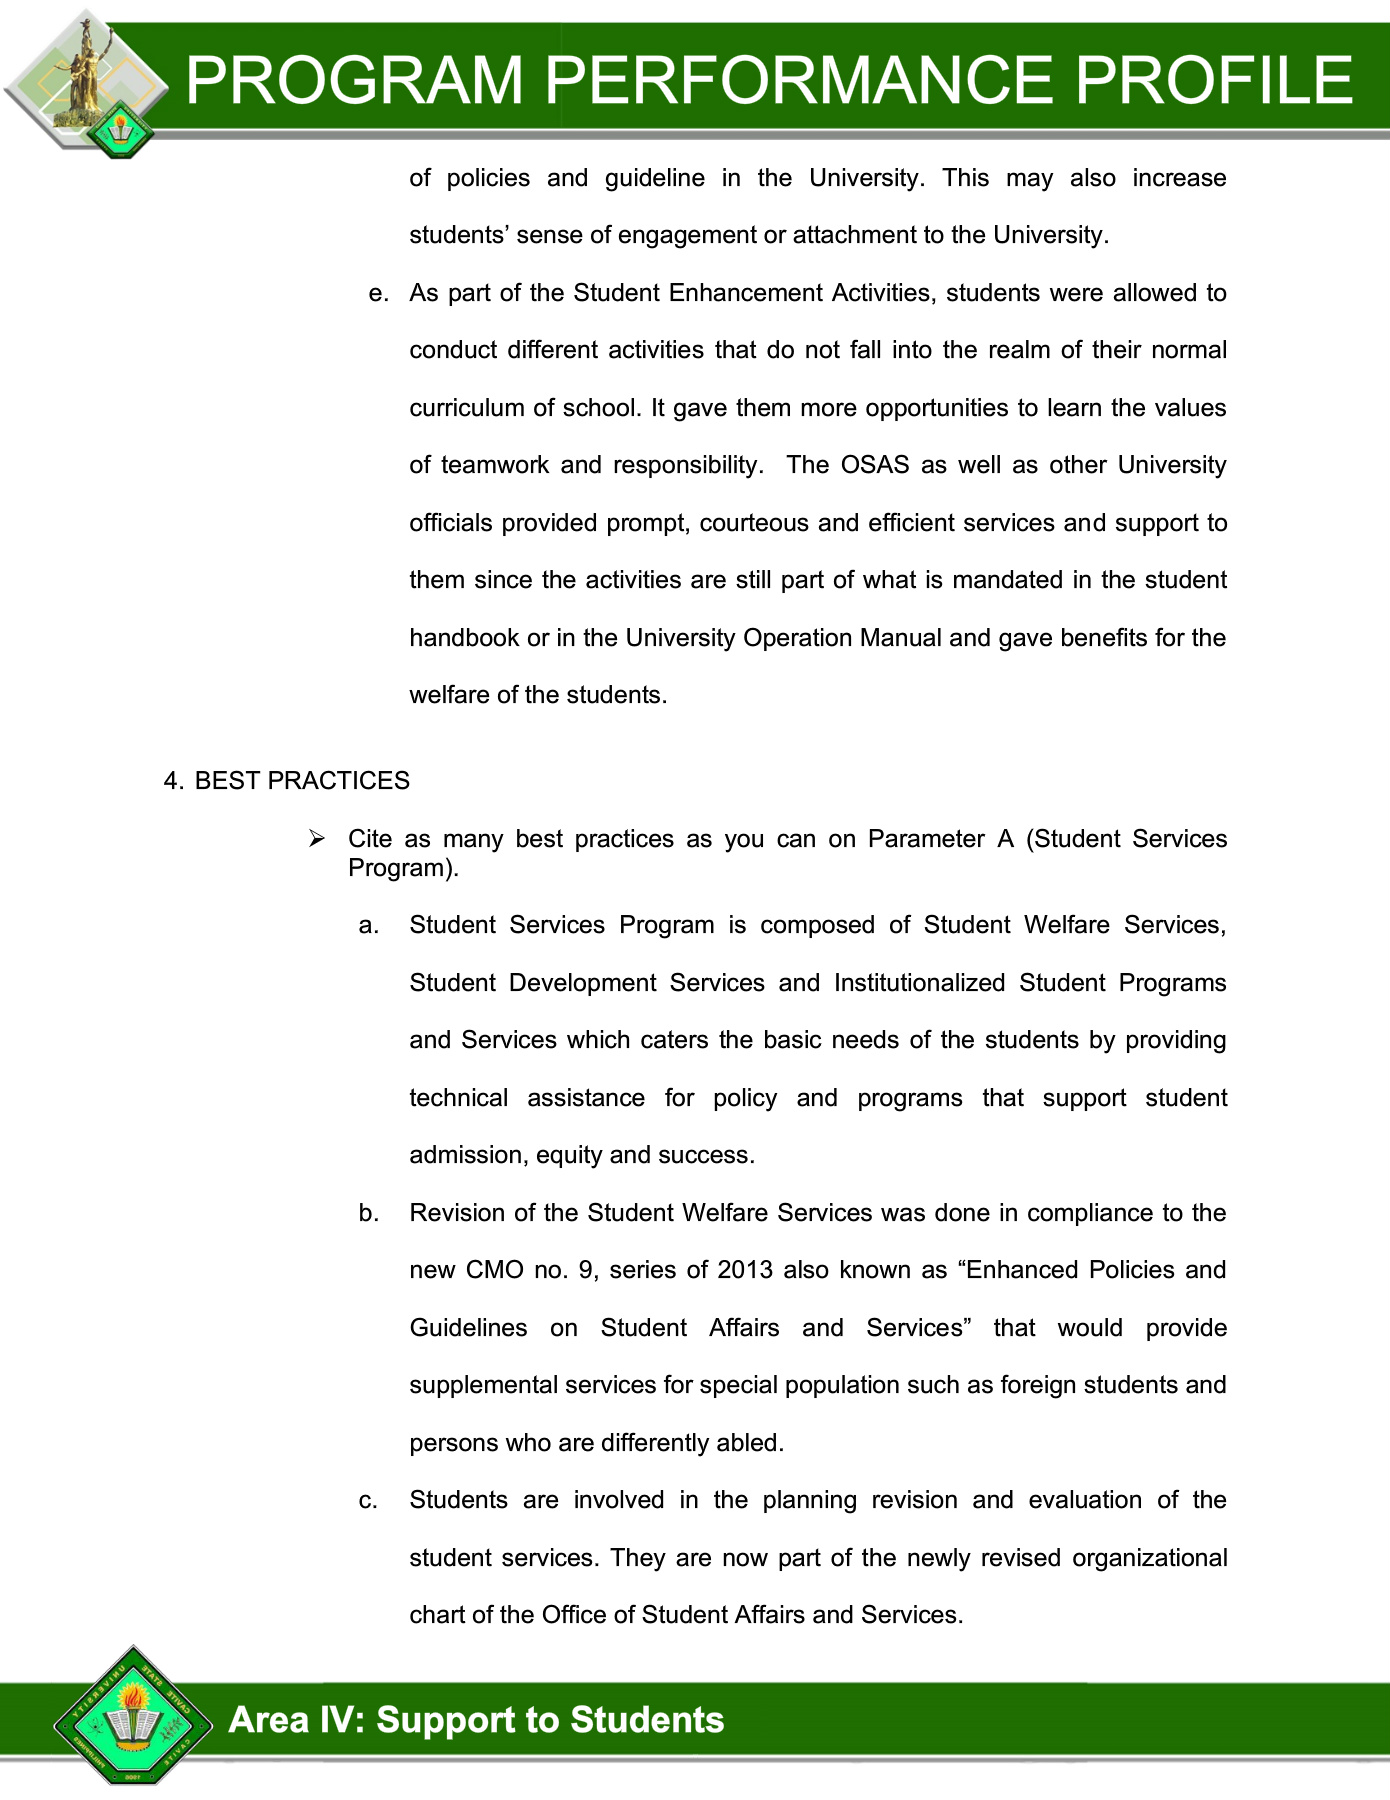 PROGRAM PERFORMANCE PROFILE
of policies and guideline in the University. This may also increase
students’ sense of engagement or attachment to the University.
e. As part of the Student Enhancement Activities, students were allowed to
conduct different activities that do not fall into the realm of their normal
curriculum of school. It gave them more opportunities to learn the values
of teamwork and responsibility. The OSAS as well as other University
officials provided prompt, courteous and efficient services and support to
them since the activities are still part of what is mandated in the student
handbook or in the University Operation Manual and gave benefits for the
welfare of the students.
4. BEST PRACTICES
➢ Cite as many best practices as you can on Parameter A (Student Services
Program).
a. Student Services Program is composed of Student Welfare Services,
Student Development Services and Institutionalized Student Programs
and Services which caters the basic needs of the students by providing
technical assistance for policy and programs that support student
admission, equity and success.
b. Revision of the Student Welfare Services was done in compliance to the
new CMO no. 9, series of 2013 also known as “Enhanced Policies and
Guidelines on Student Affairs and Services” that would provide
supplemental services for special population such as foreign students and
persons who are differently abled.
c. Students are involved in the planning revision and evaluation of the
student services. They are now part of the newly revised organizational
chart of the Office of Student Affairs and Services.
CAVITE STATE UNIVERSITY
CAVITE
PHILIPPINES
Area IV: Support to Students